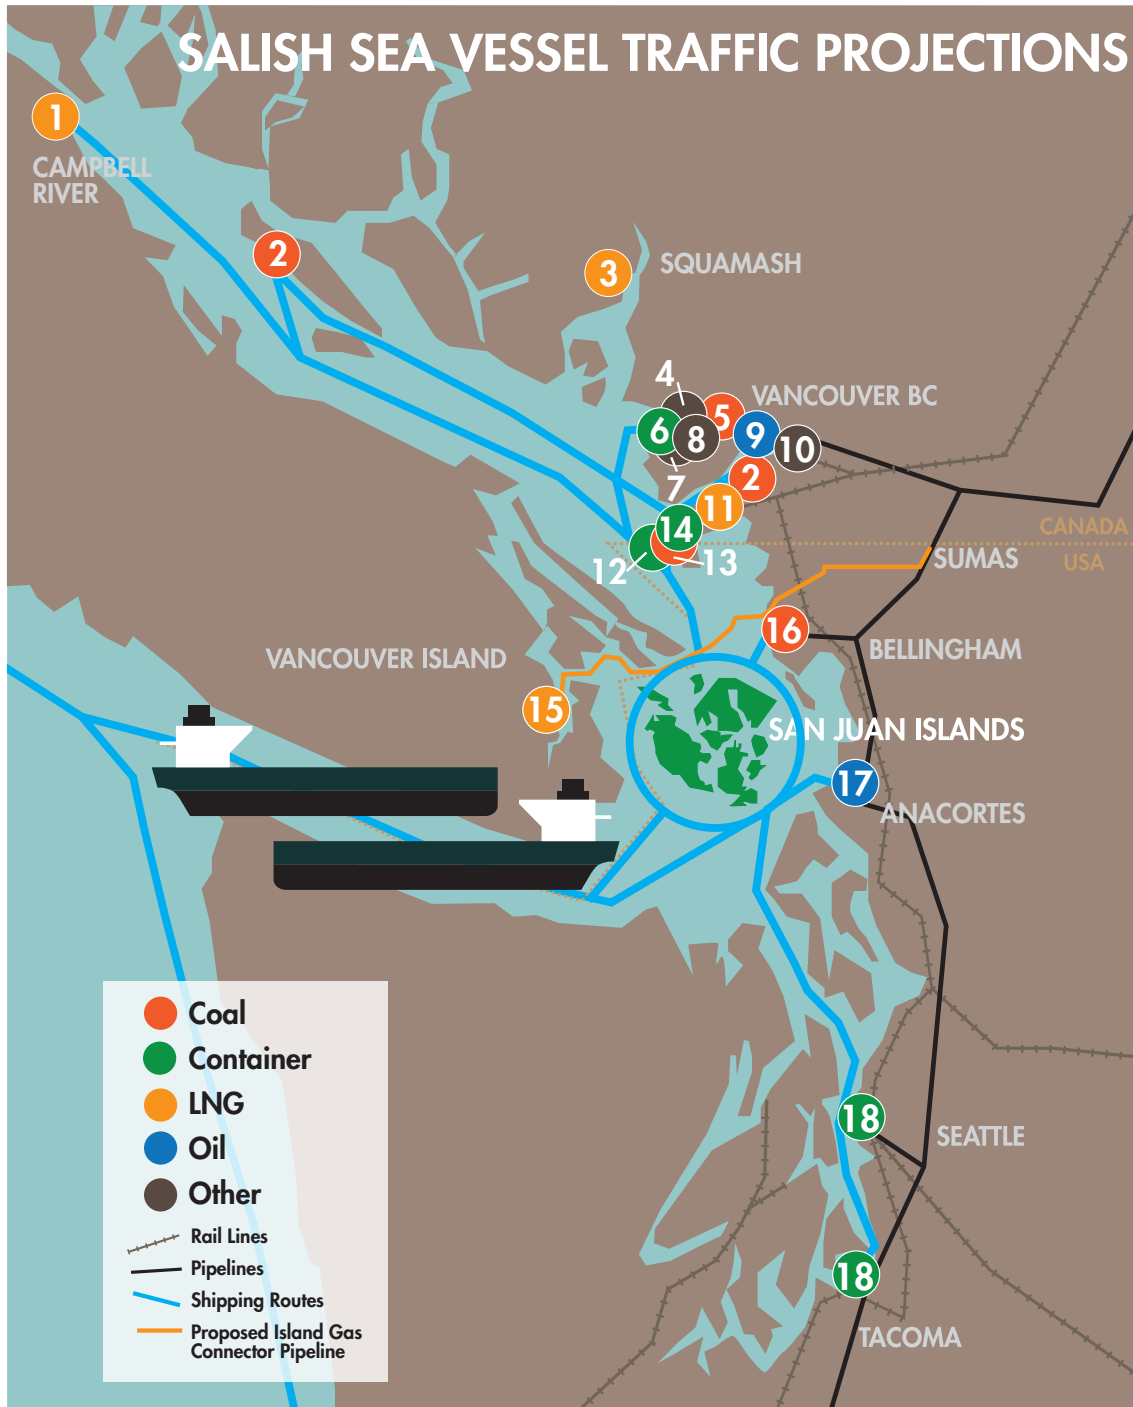 SALISH SEA VESSEL TRAFFIC PROJECTIONS
1
CAMPBELL
RIVER
2
3
SQUAMASH
4
VANCOUVER BC
5
6
8
9
10
7
2
11
14
12
13
CANADA
USA
SUMAS
16
BELLINGHAM
VANCOUVER ISLAND
15
SAN JUAN ISLANDS
17
ANACORTES
Coal
Container
LNG
Oil
Other
Rail Lines
Pipelines
Shipping Routes
Proposed Island Gas
Connector Pipeline
18
SEATTLE
18
TACOMA